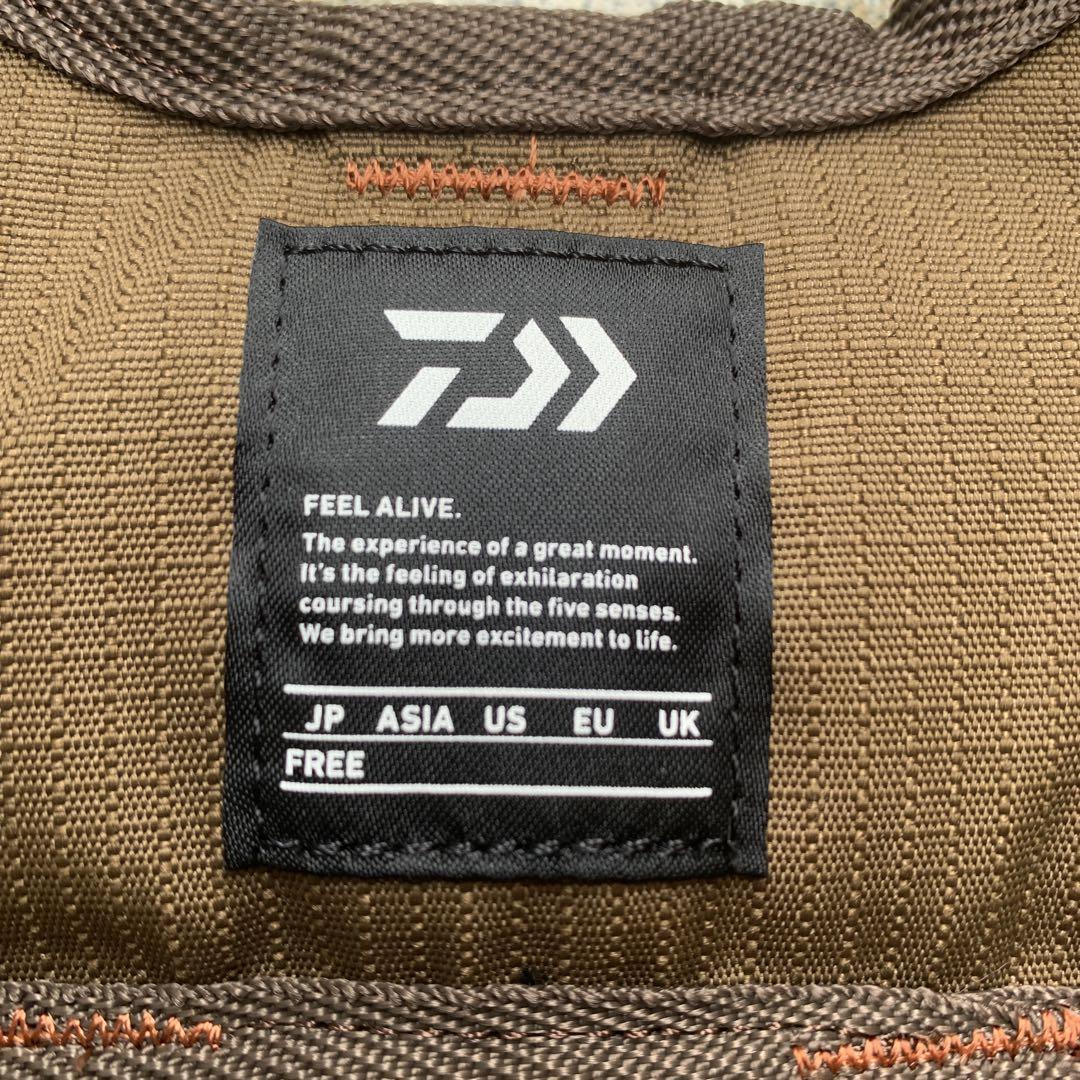 FEEL ALIVE.
The experience of a great moment.
It's the feeling of exhilaration
coursing through the five senses.
We bring more excitement to life.
JP ASIA US EU UK
FREE